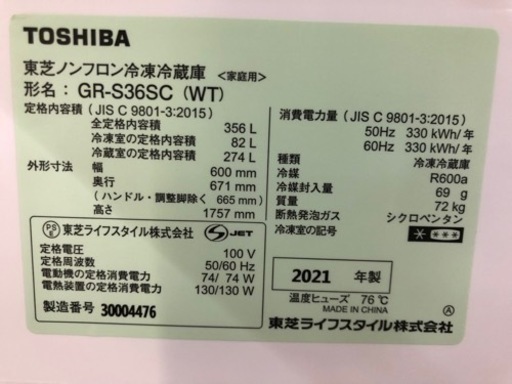 TOSHIBA
東芝ノンフロン冷凍冷蔵庫 <家庭用>
形名：GR-S36SC (WT)
定格内容積 (JIS C 9801-3:2015)
全定格内容積 356 L
冷凍室の定格内容積 82 L
冷蔵室の定格内容積 274 L
外形寸法 幅 600 mm
奥行 671 mm
(ハンドル・調整脚除く 665 mm)
高さ 1757 mm
消費電力量 (JIS C 9801-3:2015)
50Hz 330 kWh/年
60Hz 330 kWh/年
種類 冷凍冷蔵庫
冷媒 R600a
冷媒封入量 69 g
質量 72 kg
断熱発泡ガス シクロペンタン
冷凍室の記号
PS E 東芝ライフスタイル株式会社 S JET
定格電圧 100 V
定格周波数 50/60 Hz
電動機の定格消費電力 74/ 74 W
電熱装置の定格消費電力 130/130 W
製造番号 30004476
2021 年製
温度ヒューズ 76℃
MADE IN CHINA
A
東芝ライフスタイル株式会社